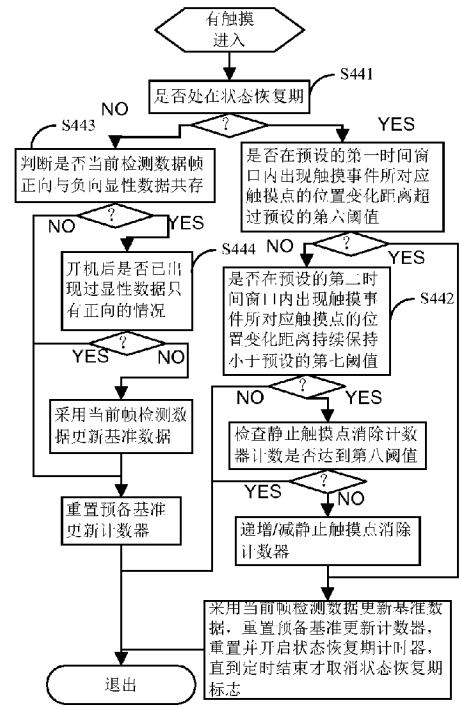 有触摸
进入
S441
是否处在状态恢复期
?
NO
YES
S443
判断是否当前检测数据帧
正向与负向显性数据共存
?
NO
YES
S444
开机后是否已出
现过显性数据只
有正向的情况
?
YES
NO
采用当前帧检测数
据更新基准数据
重置预备基准
更新计数器
是否在预设的第一时间窗
口内出现触摸事件所对应
触摸点的位置变化距离超
过预设的第六阈值
?
NO
YES
S442
是否在预设的第二时
间窗口内出现触摸事
件所对应触摸点的位
置变化距离持续保持
小于预设的第七阈值
?
NO
YES
检查静止触摸点消除计数
器计数是否达到第八阈值
?
YES
NO
递增/减静止触摸点消除
计数器
采用当前帧检测数据更新基准数
据，重置预备基准更新计数器，
重置并开启状态恢复期计时器，
直到定时结束才取消状态恢复期
标志
退出